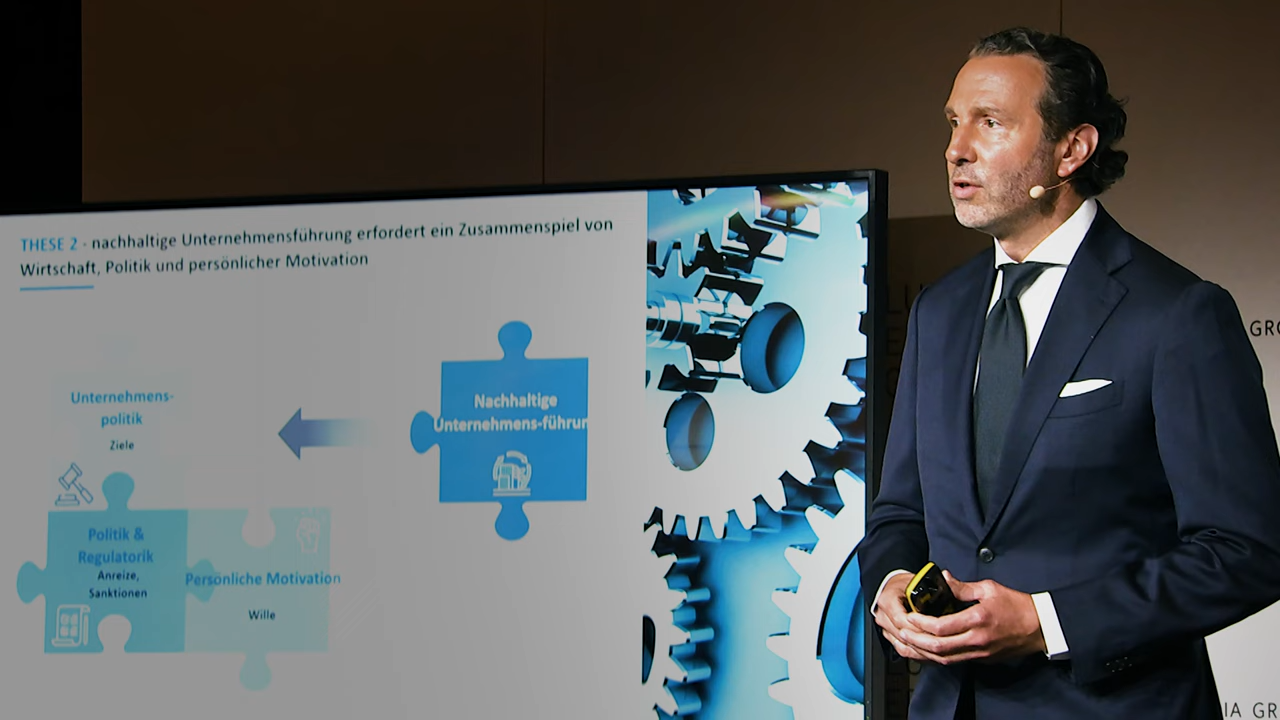 THESE 2 - nachhaltige Unternehmensführung erfordert ein Zusammenspiel von
Wirtschaft, Politik und persönlicher Motivation
Unternehmens-
politik
Ziele
Nachhaltige
Unternehmens-führun
Politik &
Regulatorik
Anreize,
Sanktionen
Persönliche Motivation
Wille
GRO
IA GR